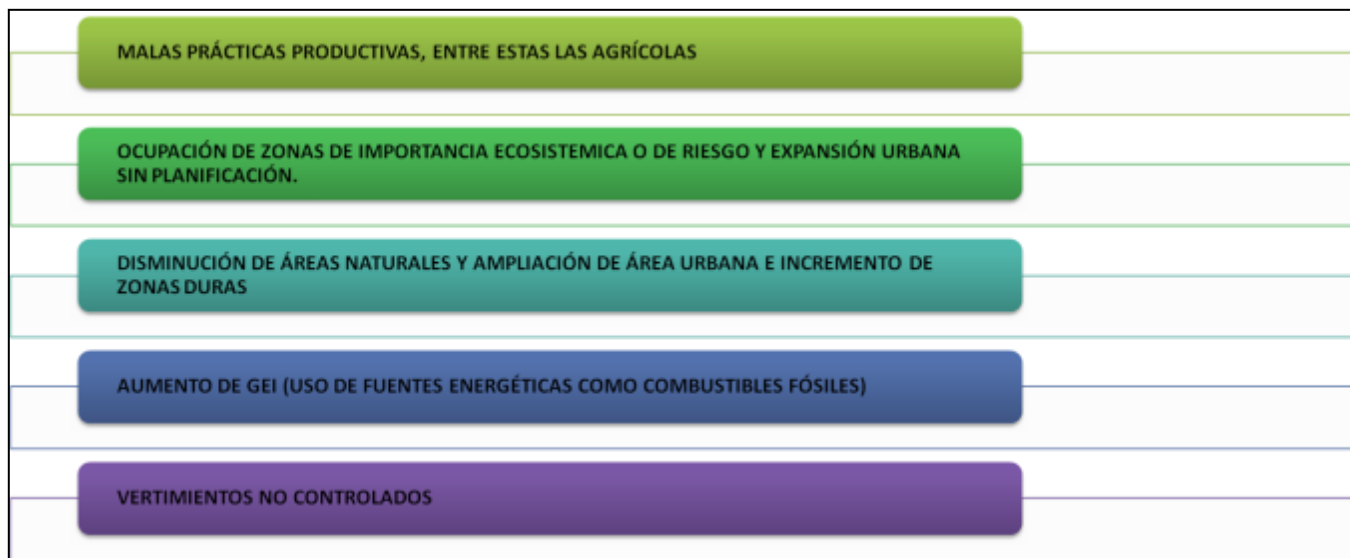 MALAS PRÁCTICAS PRODUCTIVAS, ENTRE ESTAS LAS AGRÍCOLAS
OCUPACIÓN DE ZONAS DE IMPORTANCIA ECOSISTEMICA O DE RIESGO Y EXPANSIÓN URBANA
SIN PLANIFICACIÓN.
DISMINUCIÓN DE ÁREAS NATURALES Y AMPLIACIÓN DE ÁREA URBANA E INCREMENTO DE
ZONAS DURAS
AUMENTO DE GEI (USO DE FUENTES ENERGÉTICAS COMO COMBUSTIBLES FÓSILES)
VERTIMIENTOS NO CONTROLADOS